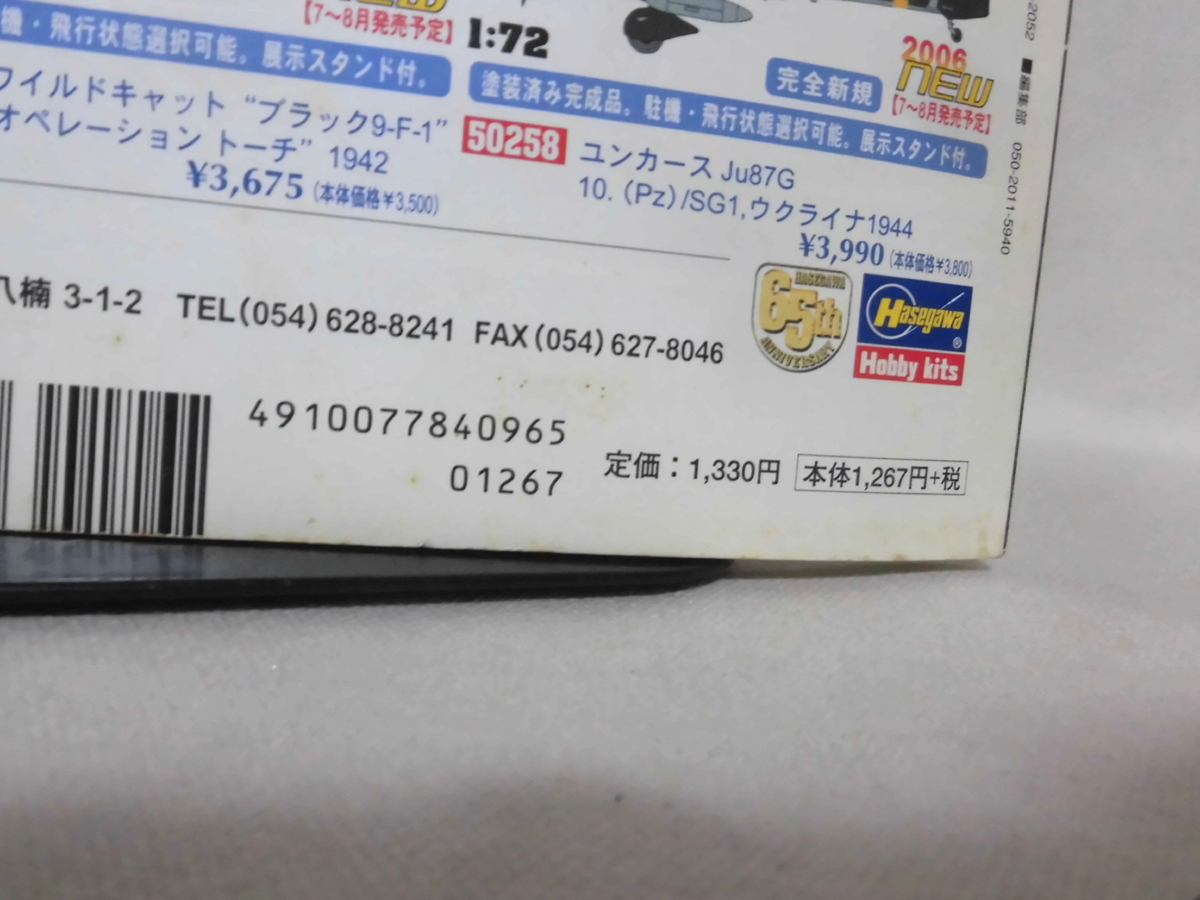 【7〜8月発売予定】
1:72
機・飛行状態選択可能。展示スタンド付。
ワイルドキャット “ブラック9-F-1”
オペレーション トーチ” 1942
¥3,675 (本体価格¥3,500)
2006
NEW
完全新規
【7〜8月発売予定】
塗装済み完成品。駐機・飛行状態選択可能。展示スタンド付。
50258 ユンカース Ju87G
10. (Pz) /SG1,ウクライナ1944
¥3,990 (本体価格¥3,800)
-2052 ■編集部 050-2011-5940
八楠 3-1-2 TEL(054) 628-8241 FAX(054) 627-8046
HASEGAWA
65th
ANNIVERSARY
Hasegawa
®
Hobby kits
4910077840965
01267
定価：1,330円 本体1,267円+税